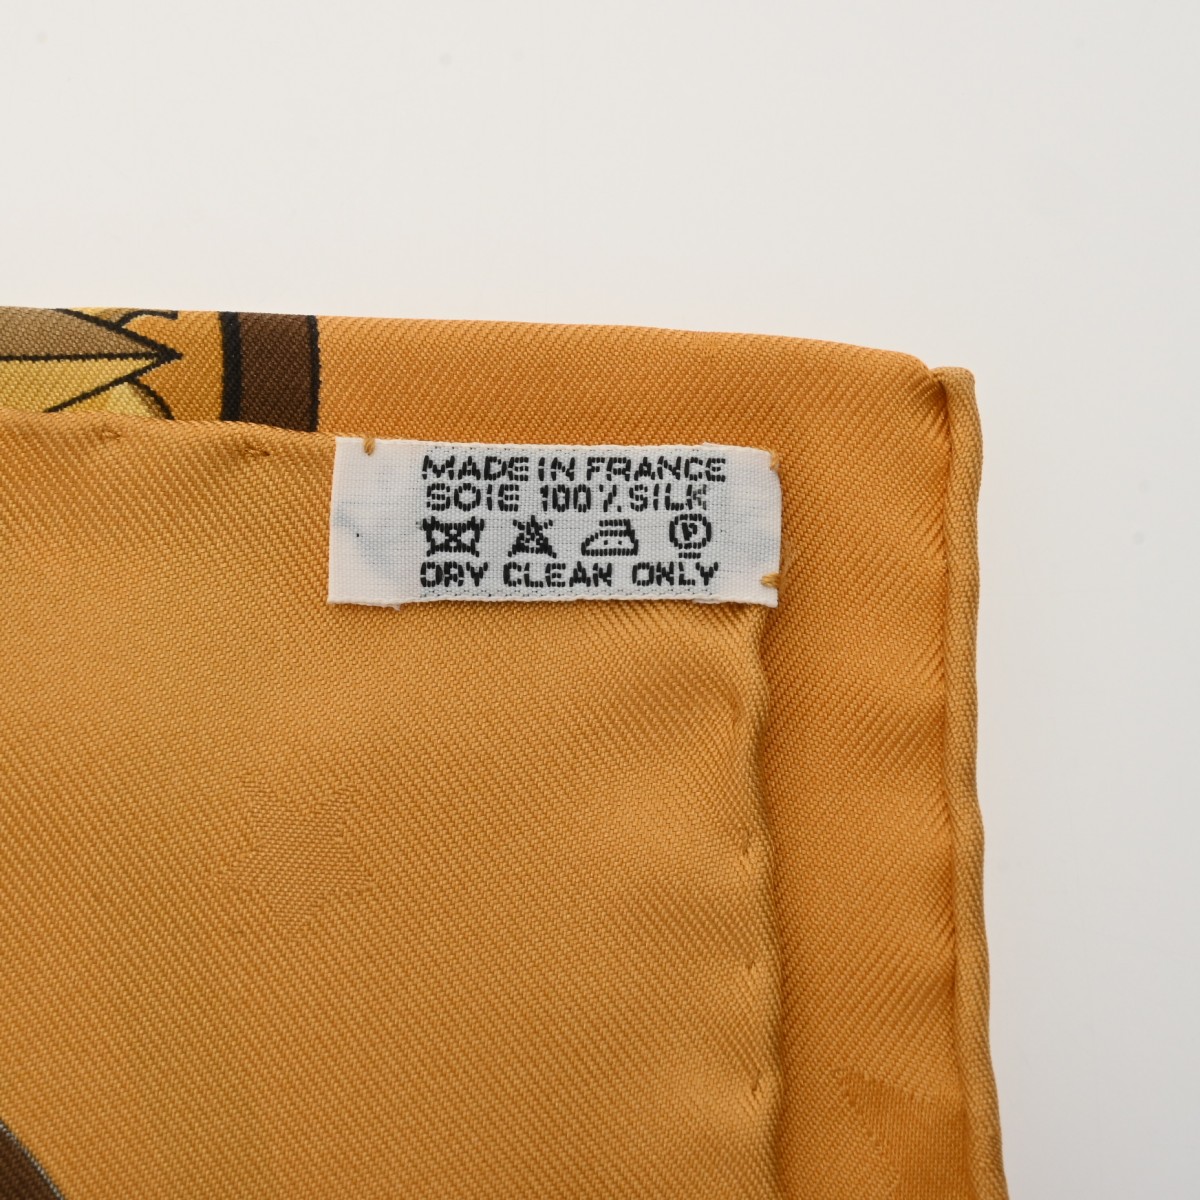 MADE IN FRANCE
SOIE 100% SILK
P
DRY CLEAN ONLY